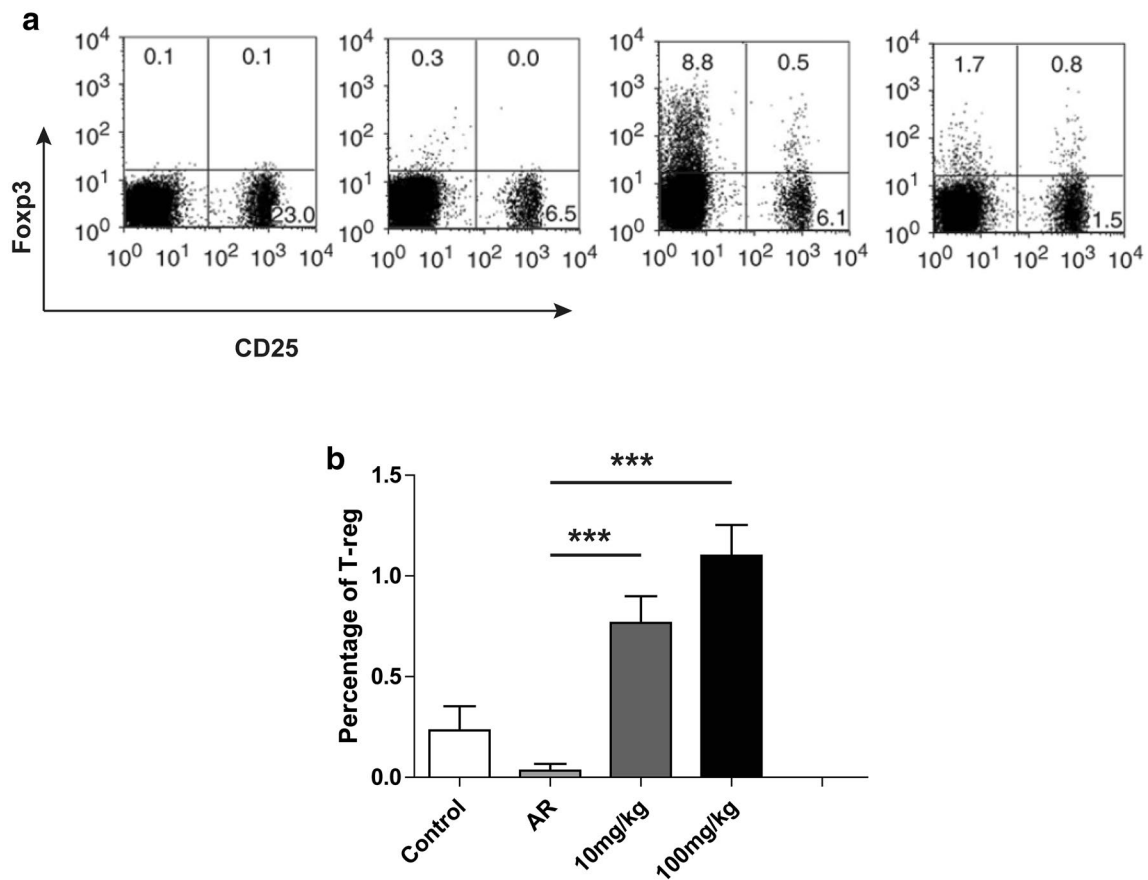 a
10⁴ 10³ 10² 10¹ 10⁰
0.1 0.1
23.0
10⁰ 10¹ 10² 10³ 10⁴
10⁴ 10³ 10² 10¹ 10⁰
0.3 0.0
6.5
10⁰ 10¹ 10² 10³ 10⁴
10⁴ 10³ 10² 10¹ 10⁰
8.8 0.5
6.1
10⁰ 10¹ 10² 10³ 10⁴
10⁴ 10³ 10² 10¹ 10⁰
1.7 0.8
1.5
10⁰ 10¹ 10² 10³ 10⁴
Foxp3
CD25
b
Percentage of T-reg
1.5
1.0
0.5
0.0
***
***
Control
AR
10mg/kg
100mg/kg